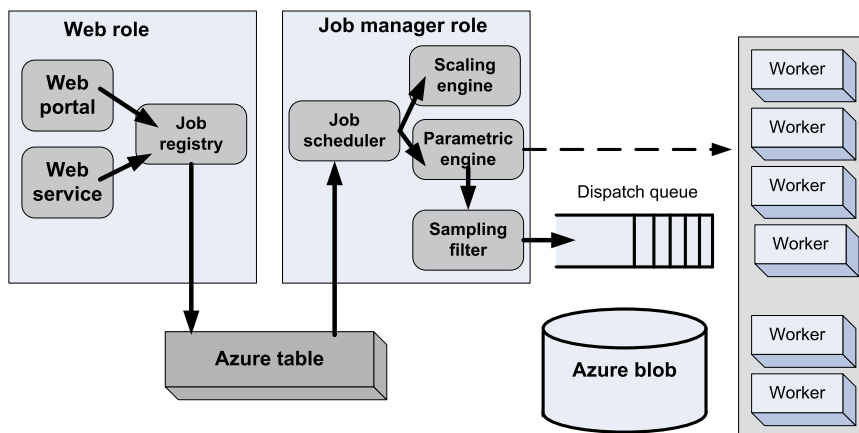 Web role
Web
portal
Web
service
Job
registry
Job manager role
Scaling
engine
Job
scheduler
Parametric
engine
Sampling
filter
Dispatch queue
Azure table
Azure blob
Worker
Worker
Worker
Worker
Worker
Worker